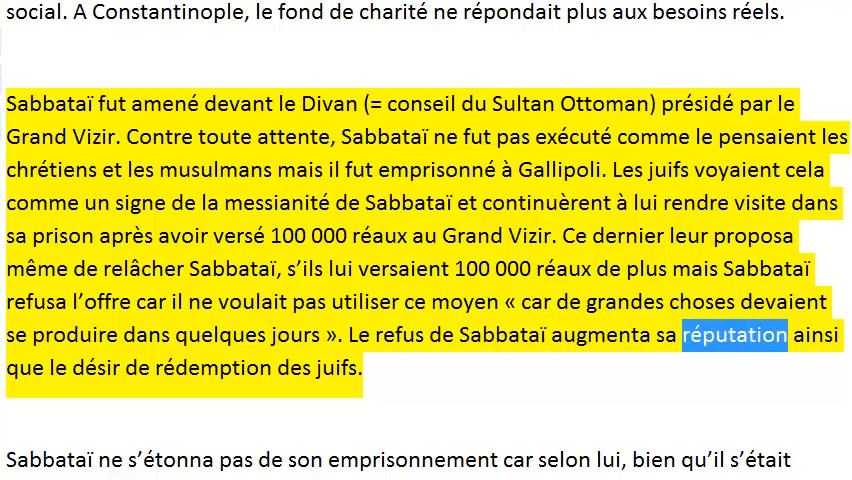 social. A Constantinople, le fond de charité ne répondait plus aux besoins réels.
Sabbataï fut amené devant le Divan (= conseil du Sultan Ottoman) présidé par le
Grand Vizir. Contre toute attente, Sabbataï ne fut pas exécuté comme le pensaient les
chrétiens et les musulmans mais il fut emprisonné à Gallipoli. Les juifs voyaient cela
comme un signe de la messianité de Sabbataï et continuèrent à lui rendre visite dans
sa prison après avoir versé 100 000 réaux au Grand Vizir. Ce dernier leur proposa
même de relâcher Sabbataï, s’ils lui versaient 100 000 réaux de plus mais Sabbataï
refusa l’offre car il ne voulait pas utiliser ce moyen « car de grandes choses devaient
se produire dans quelques jours ». Le refus de Sabbataï augmenta sa réputation ainsi
que le désir de rédemption des juifs.
Sabbataï ne s’étonna pas de son emprisonnement car selon lui, bien qu’il s’était